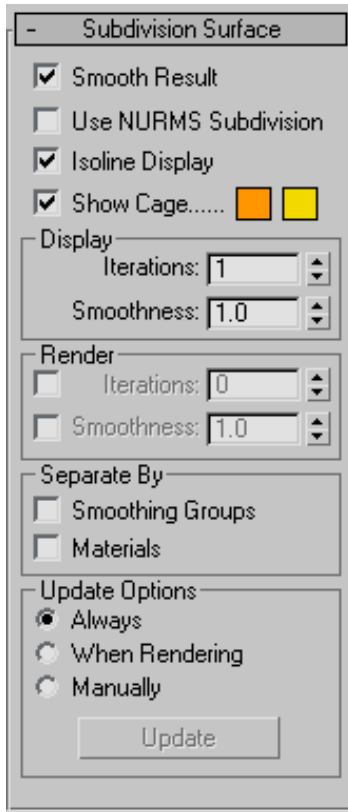 - Subdivision Surface
Smooth Result
Use NURMS Subdivision
Isoline Display
Show Cage......
Display
Iterations: 1
Smoothness: 1.0
Render
Iterations: 0
Smoothness: 1.0
Separate By
Smoothing Groups
Materials
Update Options
Always
When Rendering
Manually
Update